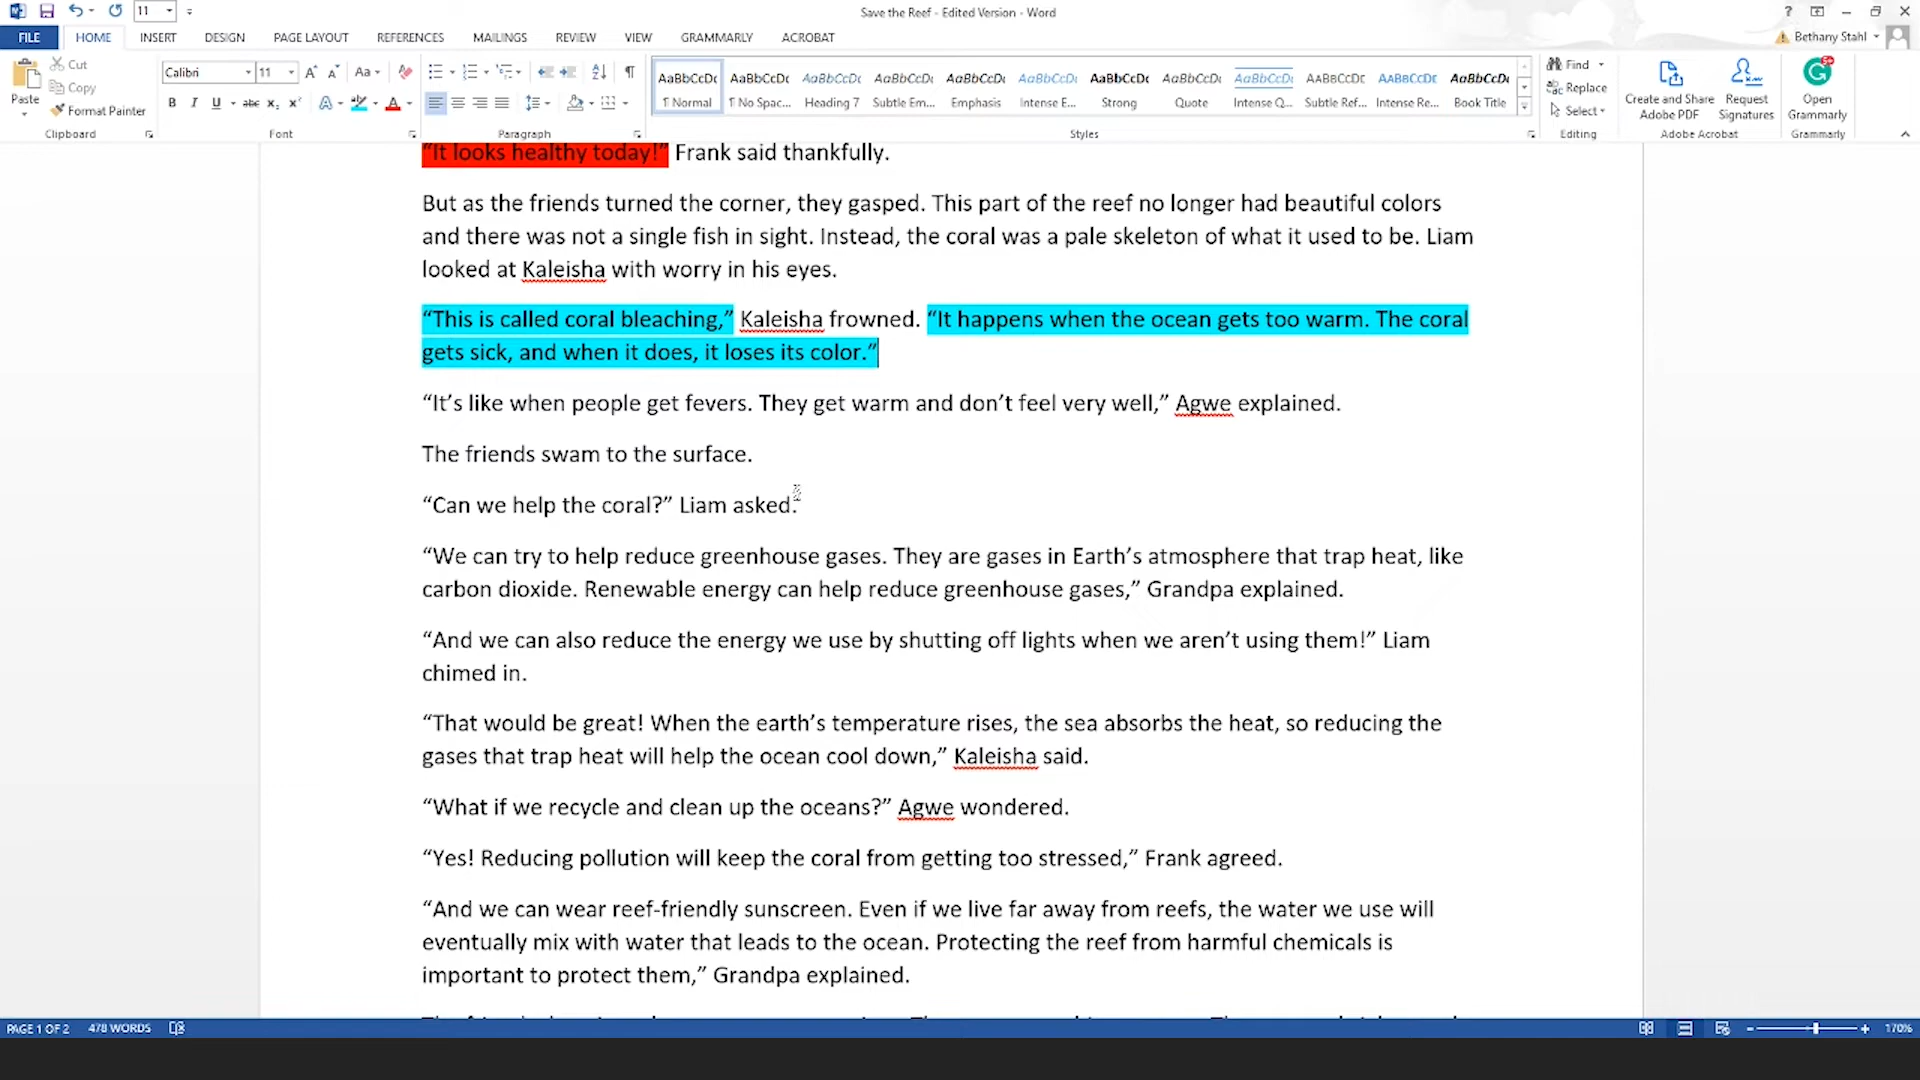 11
Save the Reef - Edited Version - Word
?
FILE
HOME
INSERT
DESIGN
PAGE LAYOUT
REFERENCES
MAILINGS
REVIEW
VIEW
GRAMMARLY
ACROBAT
Bethany Stahl
Paste
Cut
Copy
Format Painter
Clipboard
Calibri
11
Font
Paragraph
AaBbCcDc AaBbCcDc AaBbCcDc AaBbCcDc AaBbCcDc AaBbCcDc AaBbCcDc AaBbCcDc AaBbCcDc AABBCCDC AABBCCDC AaBbCcDc
¶ Normal ¶ No Spac... Heading 7 Subtle Em... Emphasis Intense E... Strong Quote Intense Q... Subtle Ref... Intense Re... Book Title
Styles
Find
Replace
Select
Editing
Create and Share Adobe PDF
Request Signatures
Adobe Acrobat
Open Grammarly
Grammarly
“It looks healthy today!” Frank said thankfully.
But as the friends turned the corner, they gasped. This part of the reef no longer had beautiful colors
and there was not a single fish in sight. Instead, the coral was a pale skeleton of what it used to be. Liam
looked at Kaleisha with worry in his eyes.
“This is called coral bleaching,” Kaleisha frowned. “It happens when the ocean gets too warm. The coral
gets sick, and when it does, it loses its color.”
“It’s like when people get fevers. They get warm and don’t feel very well,” Agwe explained.
The friends swam to the surface.
“Can we help the coral?” Liam asked.
“We can try to help reduce greenhouse gases. They are gases in Earth’s atmosphere that trap heat, like
carbon dioxide. Renewable energy can help reduce greenhouse gases,” Grandpa explained.
“And we can also reduce the energy we use by shutting off lights when we aren’t using them!” Liam
chimed in.
“That would be great! When the earth’s temperature rises, the sea absorbs the heat, so reducing the
gases that trap heat will help the ocean cool down,” Kaleisha said.
“What if we recycle and clean up the oceans?” Agwe wondered.
“Yes! Reducing pollution will keep the coral from getting too stressed,” Frank agreed.
“And we can wear reef-friendly sunscreen. Even if we live far away from reefs, the water we use will
eventually mix with water that leads to the ocean. Protecting the reef from harmful chemicals is
important to protect them,” Grandpa explained.
PAGE 1 OF 2
478 WORDS
170%